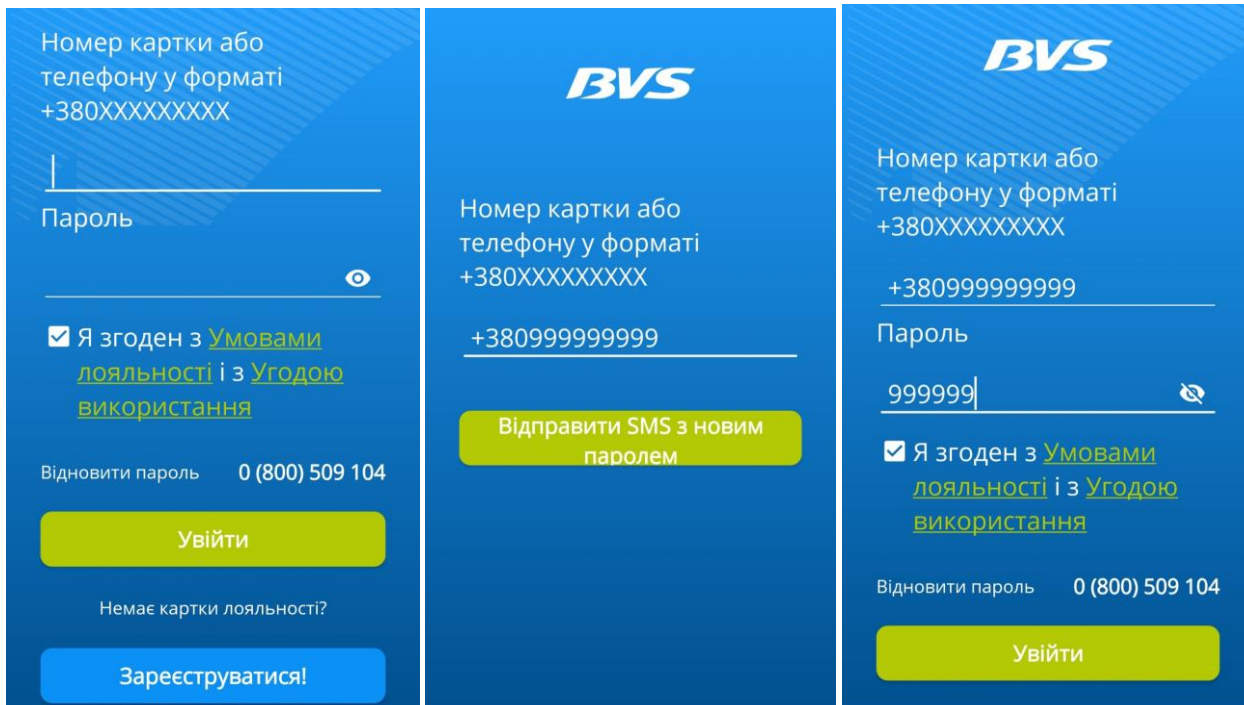 Номер картки або
телефону у форматі
+380XXXXXXXXX
Пароль
Я згоден з Умовами
лояльності і з Угодою
використання
Відновити пароль 0 (800) 509 104
Увійти
Немає картки лояльності?
Зареєструватися!
BVS
Номер картки або
телефону у форматі
+380XXXXXXXXX
+380999999999
Відправити SMS з новим
паролем
BVS
Номер картки або
телефону у форматі
+380XXXXXXXXX
+380999999999
Пароль
999999
Я згоден з Умовами
лояльності і з Угодою
використання
Відновити пароль 0 (800) 509 104
Увійти